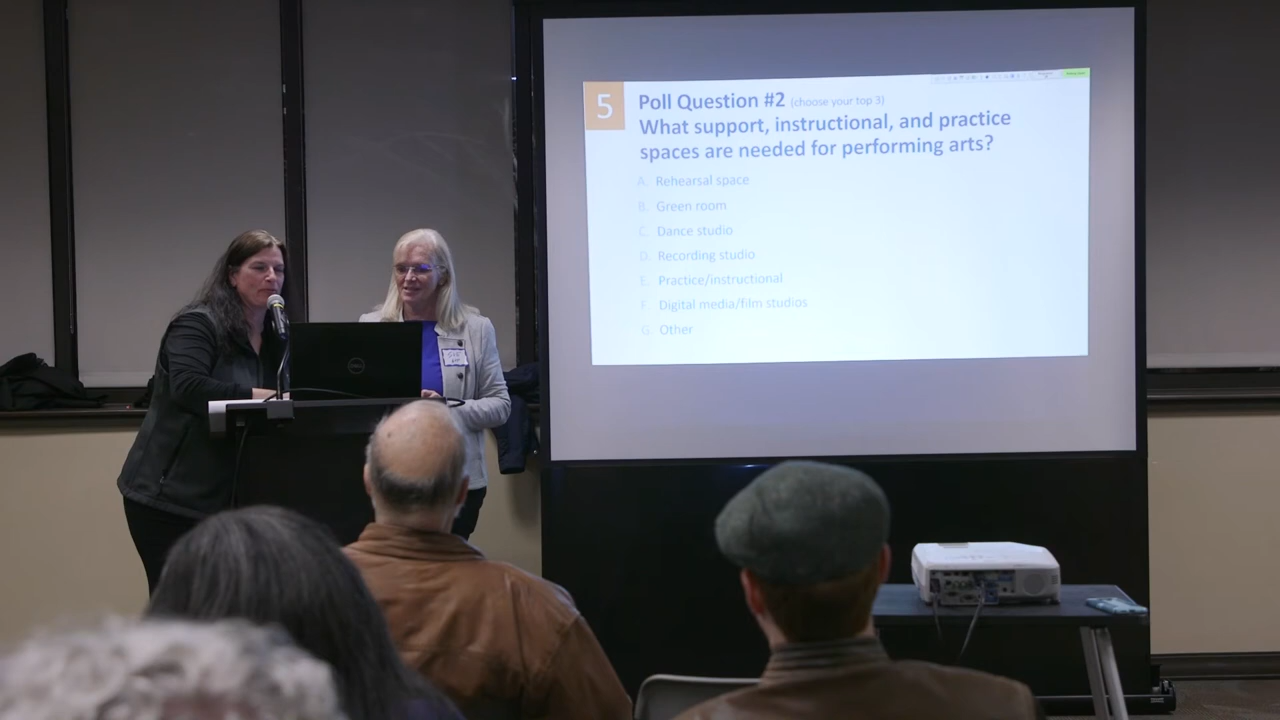 5
Poll Question #2 (choose your top 3)
What support, instructional, and practice
spaces are needed for performing arts?
A. Rehearsal space
B. Green room
C. Dance studio
D. Recording studio
E. Practice/instructional
F. Digital media/film studios
G. Other
DELL